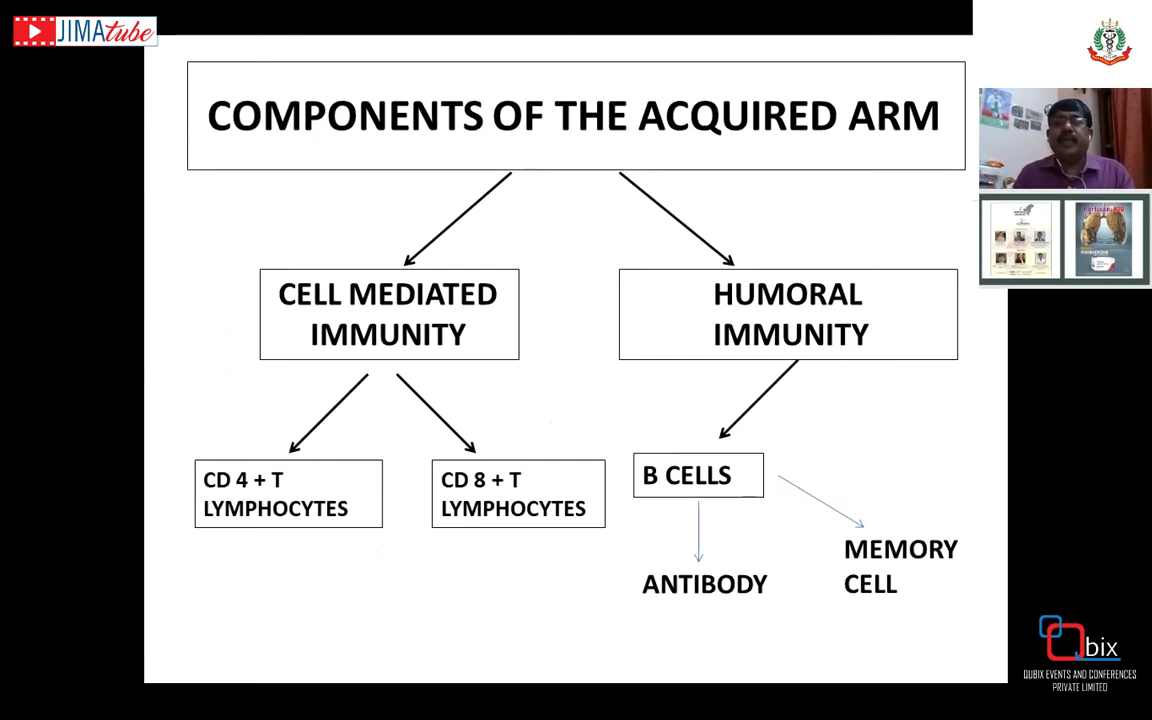 JIMAtube
COMPONENTS OF THE ACQUIRED ARM
CELL MEDIATED
IMMUNITY
HUMORAL
IMMUNITY
CD 4 + T
LYMPHOCYTES
CD 8 + T
LYMPHOCYTES
B CELLS
ANTIBODY
MEMORY
CELL
Qbix
QUBIX EVENTS AND CONFERENCES
PRIVATE LIMITED